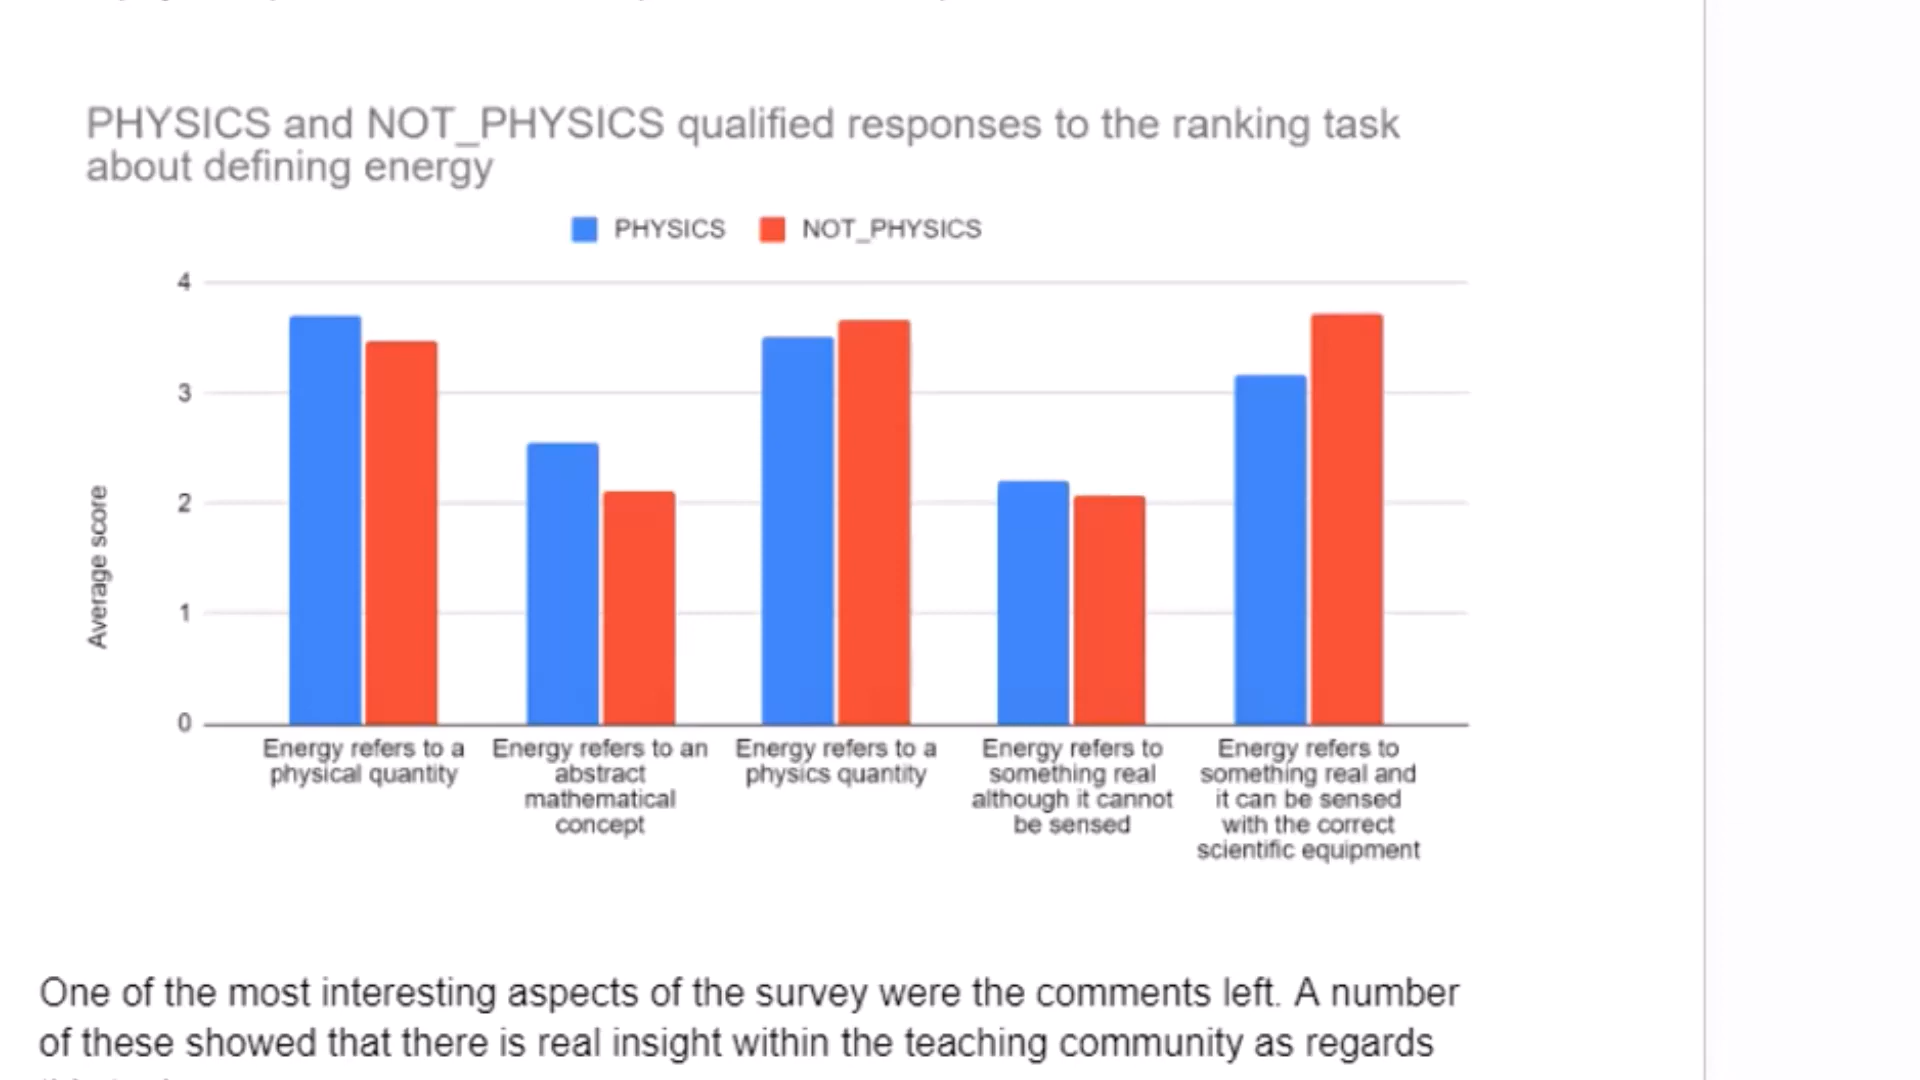 PHYSICS and NOT_PHYSICS qualified responses to the ranking task
about defining energy
PHYSICS
NOT_PHYSICS
4
3
2
1
0
Average score
Energy refers to a
physical quantity
Energy refers to an
abstract
mathematical
concept
Energy refers to a
physics quantity
Energy refers to
something real
although it cannot
be sensed
Energy refers to
something real and
it can be sensed
with the correct
scientific equipment
One of the most interesting aspects of the survey were the comments left. A number
of these showed that there is real insight within the teaching community as regards